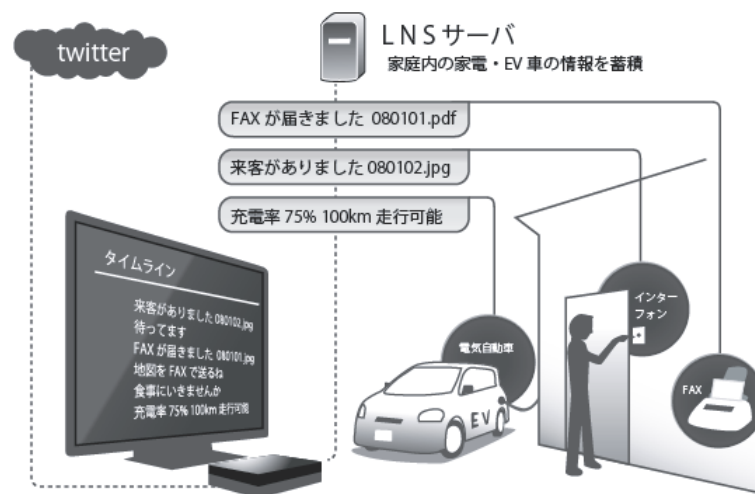 twitter
LNSサーバ
家庭内の家電・EV車の情報を蓄積
FAXが届きました 080101.pdf
来客がありました 080102.jpg
充電率 75% 100km 走行可能
タイムライン
来客がありました 080102.jpg
待ってます
FAXが届きました 080101.jpg
地図をFAXで送るね
食事にいきませんか
充電率 75% 100km 走行可能
電気自動車
EV
インター
フォン
FAX